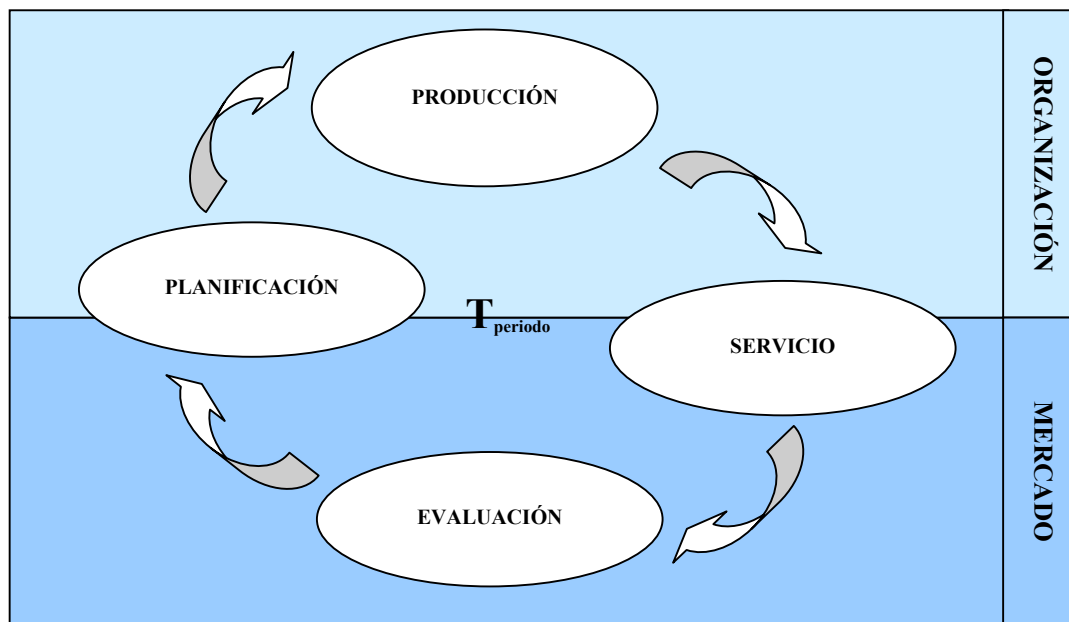 PRODUCCIÓN
ORGANIZACIÓN
PLANIFICACIÓN
T periodo
SERVICIO
MERCADO
EVALUACIÓN